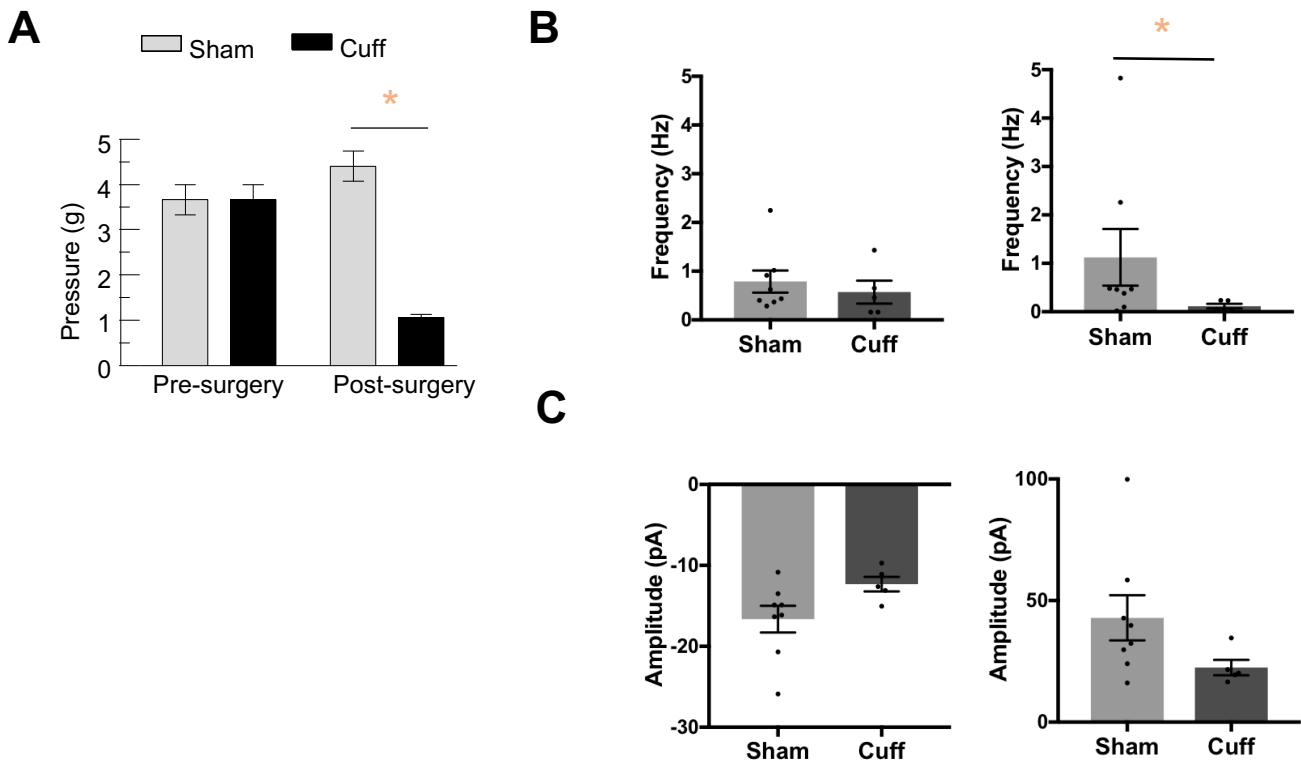 A
Sham Cuff
*
Pressure (g)
5
4
3
2
1
0
Pre-surgery Post-surgery
B
Frequency (Hz)
5
4
3
2
1
0
Sham Cuff
*
Frequency (Hz)
5
4
3
2
1
0
Sham Cuff
C
Amplitude (pA)
0
-10
-20
-30
Sham Cuff
Amplitude (pA)
100
50
0
Sham Cuff